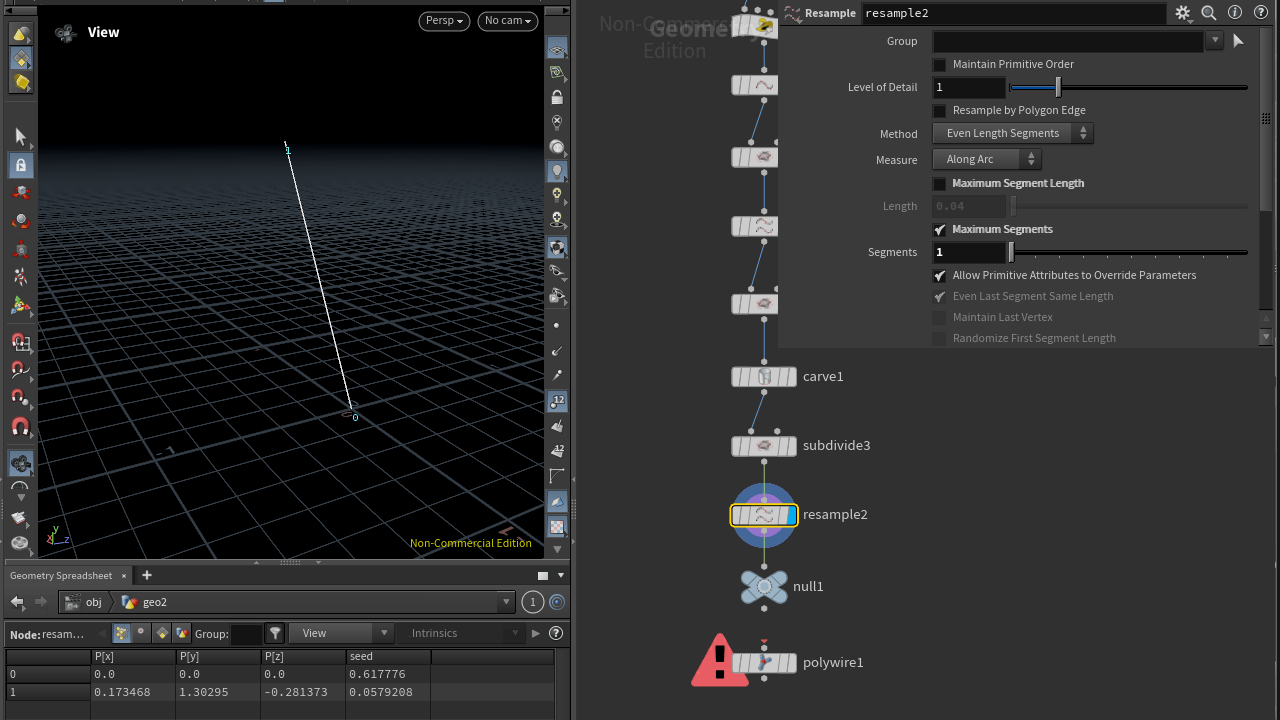 View
Persp
No cam
1
0
-1
12
12
y
z
Non-Commercial Edition
Geometry Spreadsheet
×
+
obj
geo2
1
Node: resam...
Group:
View
Intrinsics
P[x] P[y] P[z] seed
0 0.0 0.0 0.0 0.617776
1 0.173468 1.30295 -0.281373 0.0579208
Non-Commercial
Edition
Geometry
carve1
subdivide3
resample2
null1
polywire1
Resample resample2
Group
Maintain Primitive Order
Level of Detail 1
Resample by Polygon Edge
Method Even Length Segments
Measure Along Arc
Maximum Segment Length
Length 0.04
Maximum Segments
Segments 1
Allow Primitive Attributes to Override Parameters
Even Last Segment Same Length
Maintain Last Vertex
Randomize First Segment Length